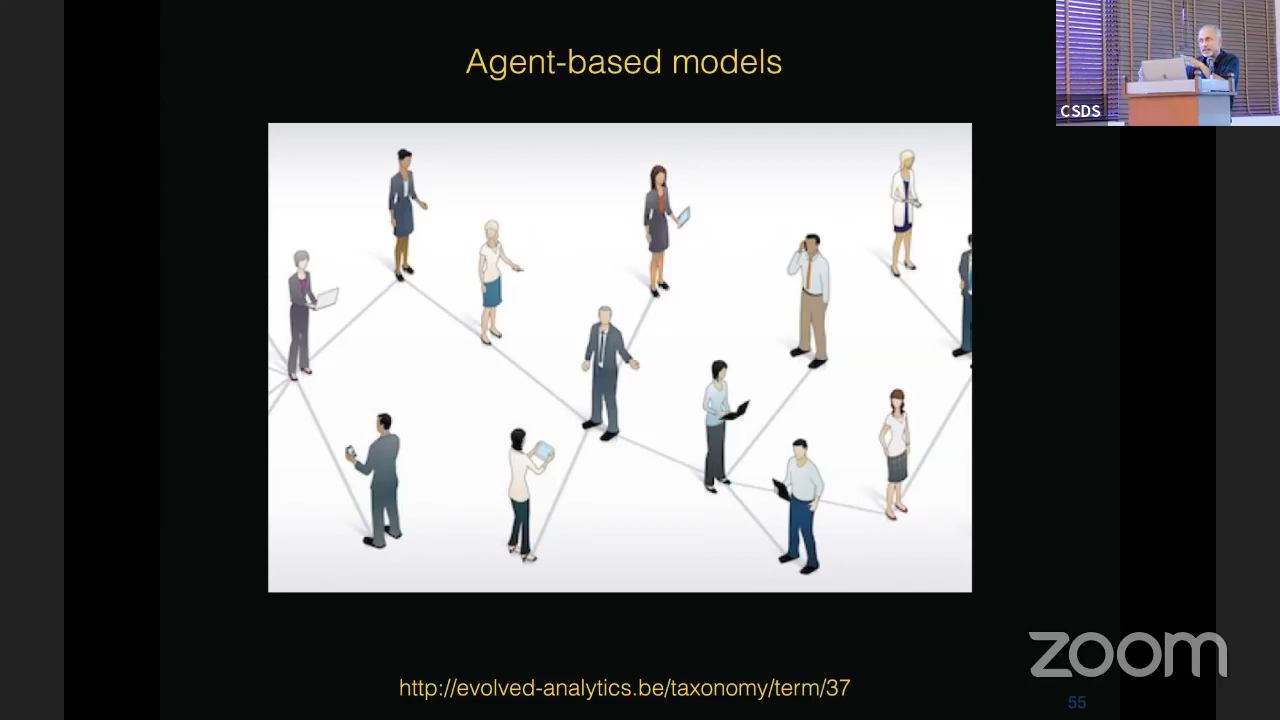 Agent-based models
CSDS
http://evolved-analytics.be/taxonomy/term/37
zoom
55